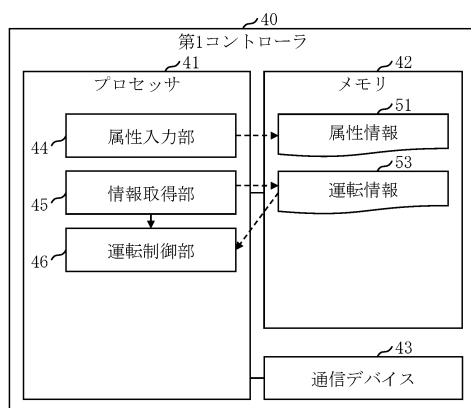 40
第1コントローラ
41
プロセッサ
42
メモリ
44
属性入力部
51
属性情報
45
情報取得部
53
運転情報
46
運転制御部
43
通信デバイス